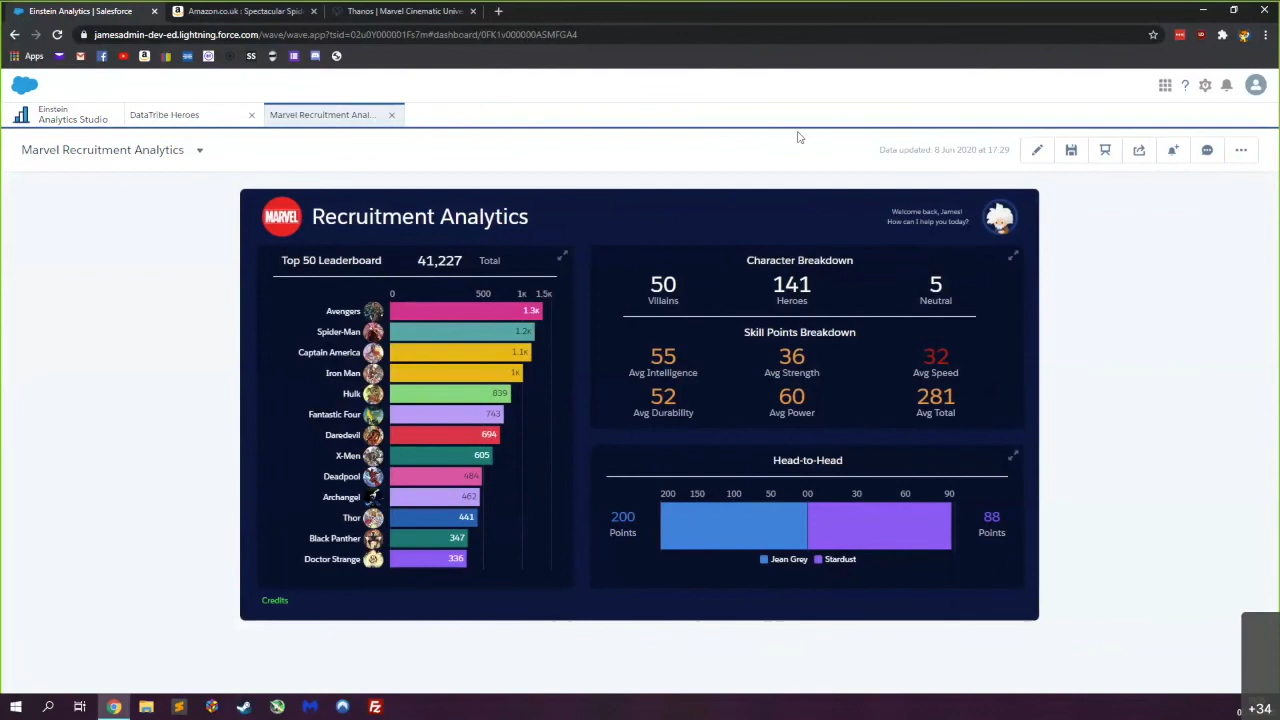 Einstein Analytics | Salesforce
Amazon.co.uk : Spectacular Spid
Thanos | Marvel Cinematic Unive
jamesadmin-dev-ed.lightning.force.com/wave/wave.app?tsid=02u0Y000001Fs7m#dashboard/0FK1v000000ASMFGA4
Apps
Einstein
Analytics Studio
DataTribe Heroes
Marvel Recruitment Anal...
Marvel Recruitment Analytics
Data updated: 8 Jun 2020 at 17:29
MARVEL
Recruitment Analytics
Welcome back, James!
How can I help you today?
Top 50 Leaderboard 41,227 Total
0 500 1K 1.5K
Avengers 1.3K
Spider-Man 1.2K
Captain America 1.1K
Iron Man 1K
Hulk 839
Fantastic Four 743
Daredevil 694
X-Men 605
Deadpool 484
Archangel 462
Thor 441
Black Panther 347
Doctor Strange 336
Credits
Character Breakdown
50 141 5
Villains Heroes Neutral
Skill Points Breakdown
55 36 32
Avg Intelligence Avg Strength Avg Speed
52 60 281
Avg Durability Avg Power Avg Total
Head-to-Head
200 150 100 50 00 30 60 90
200
Points
88
Points
Jean Grey Stardust
+34